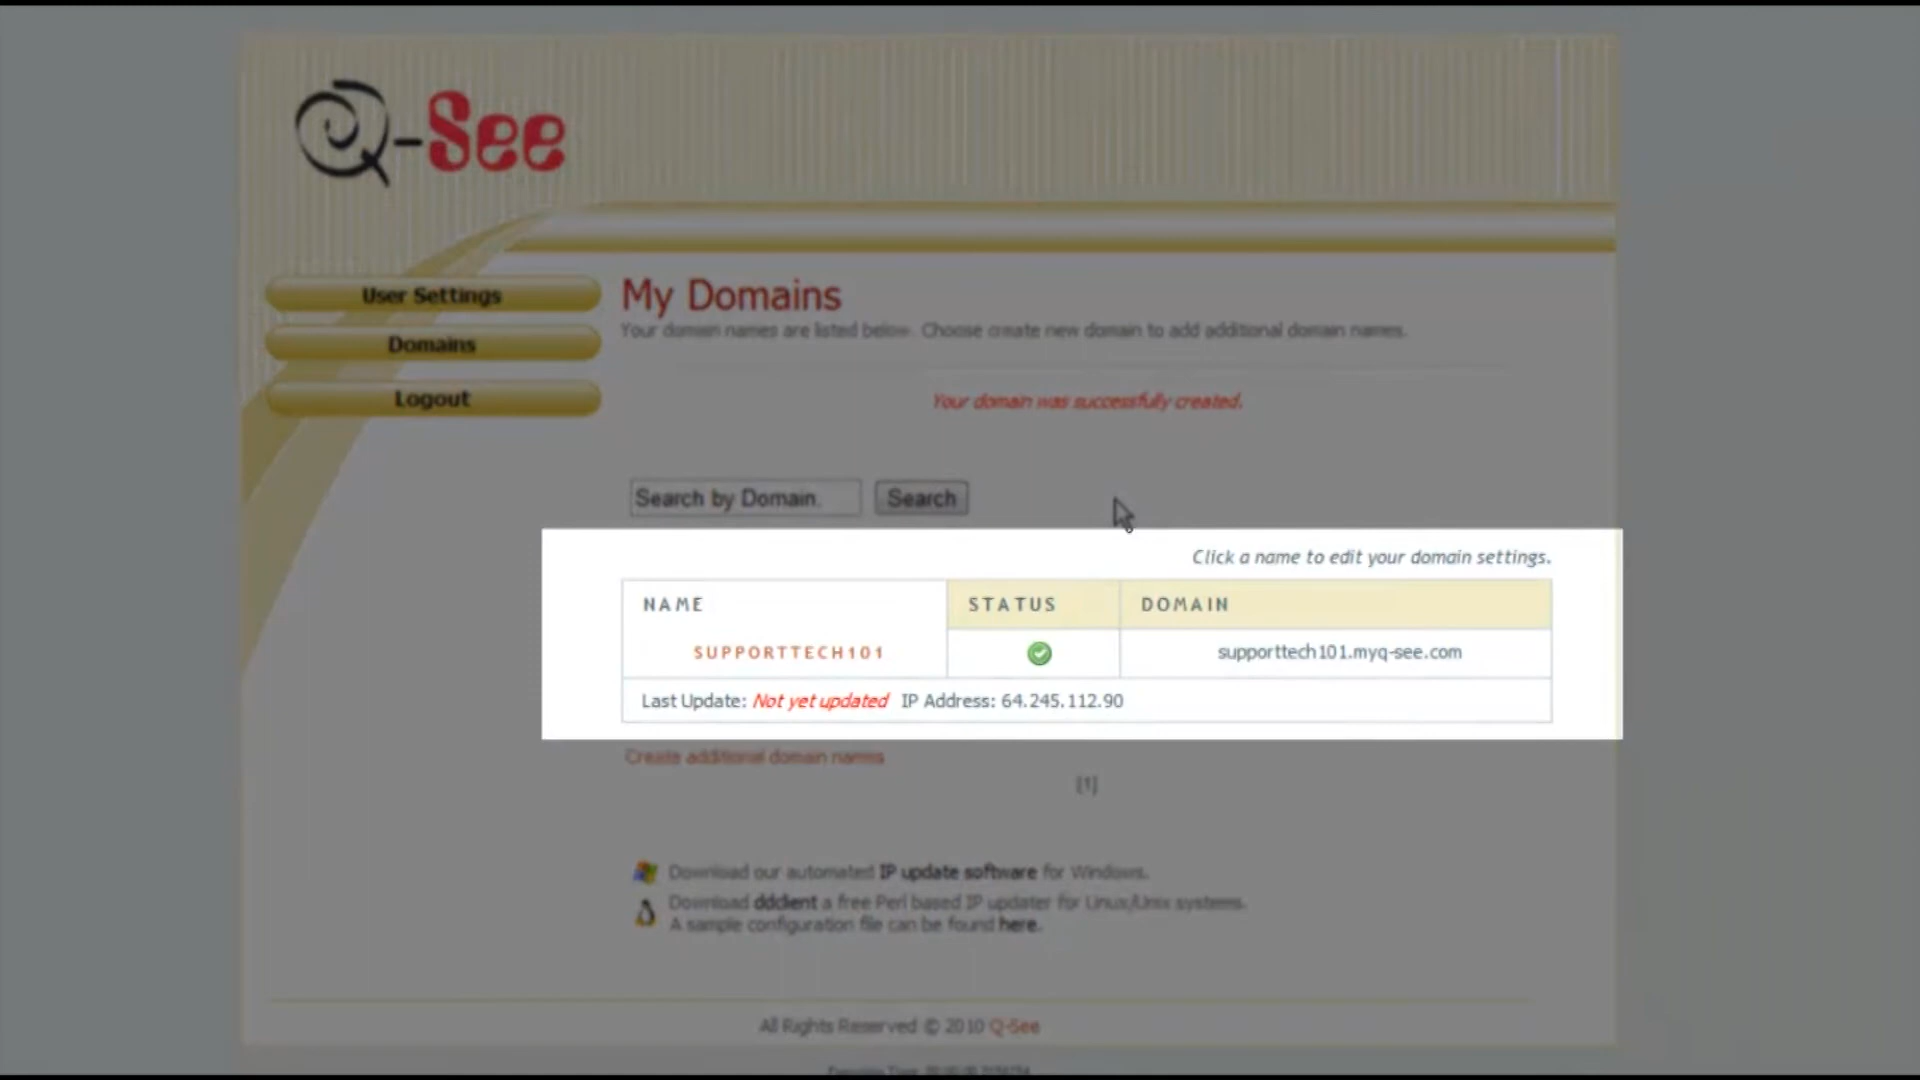 Q-See
User Settings
Domains
Logout
My Domains
Your domain names are listed below. Choose create new domain to add additional domain names.
Your domain was successfully created.
Search by Domain. Search
Click a name to edit your domain settings.
NAME STATUS DOMAIN
SUPPORTTECH101 supporttech101.myq-see.com
Last Update: Not yet updated IP Address: 64.245.112.90
Create additional domain names
[1]
Download our automated IP update software for Windows.
Download ddclient a free Perl based IP updater for Linux/Unix systems.
A sample configuration file can be found here.
All Rights Reserved © 2010 Q-See